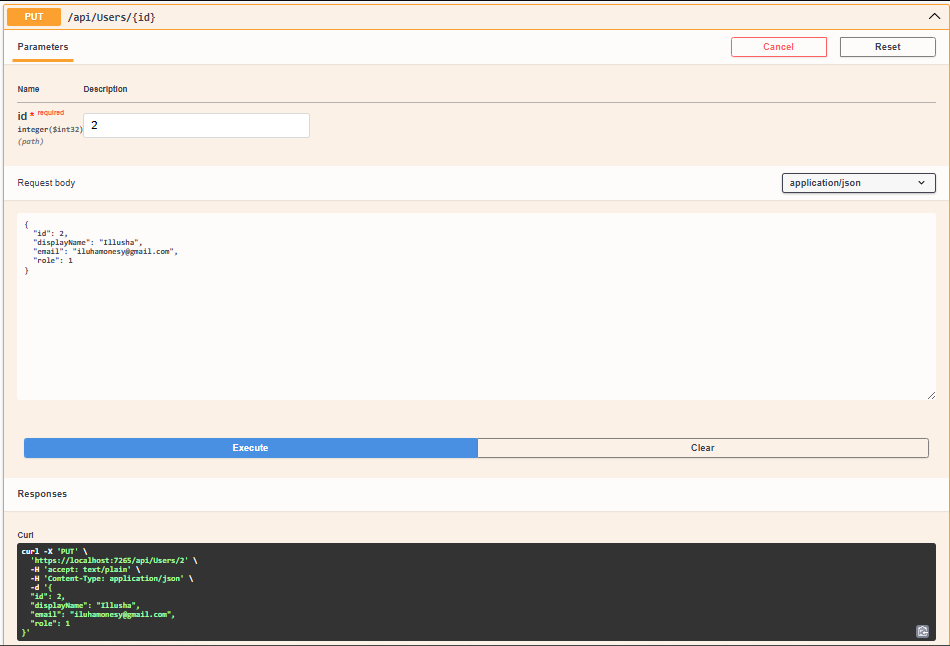 PUT /api/Users/{id}
Parameters
Cancel
Reset
Name Description
id * required
integer($int32)
(path)
2
Request body
application/json
{
  "id": 2,
  "displayName": "Illusha",
  "email": "iluhamonesy@gmail.com",
  "role": 1
}
Execute
Clear
Responses
Curl
curl -X 'PUT' \
  'https://localhost:7265/api/Users/2' \
  -H 'accept: text/plain' \
  -H 'Content-Type: application/json' \
  -d '{
  "id": 2,
  "displayName": "Illusha",
  "email": "iluhamonesy@gmail.com",
  "role": 1
}'